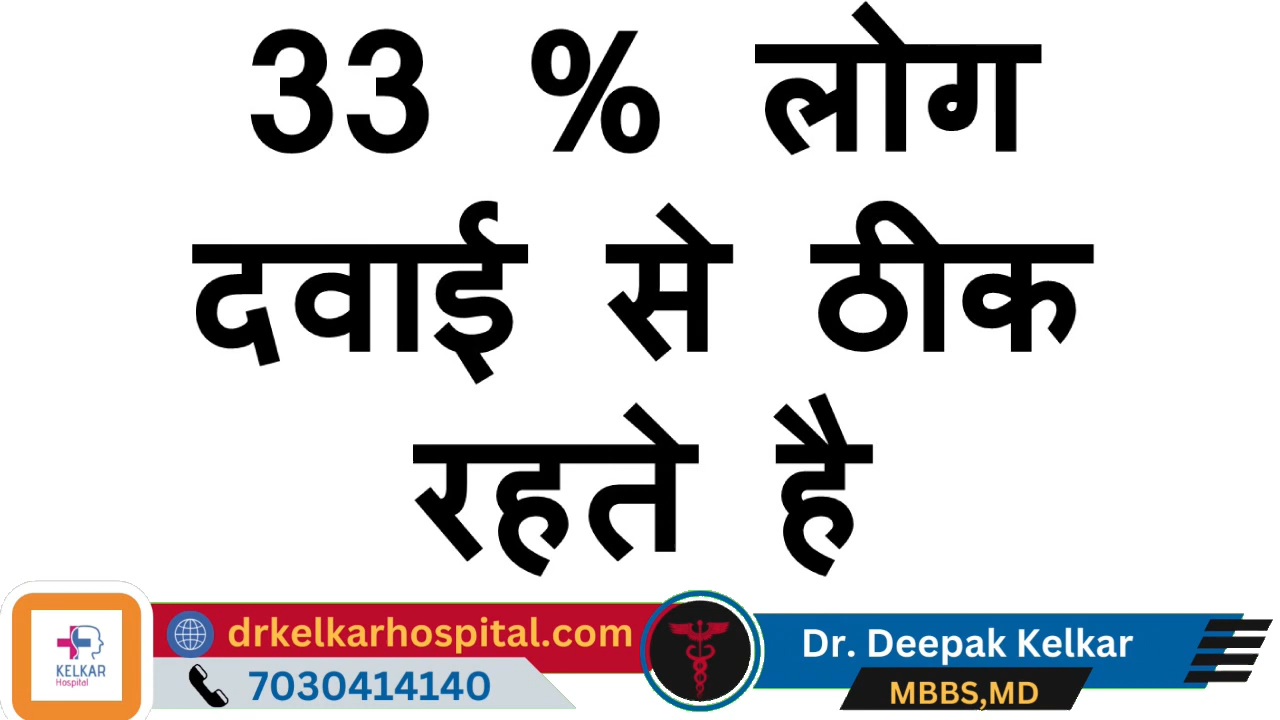 33 % लोग
दवाई से ठीक
रहते है
KELKAR
Hospital
drkelkarhospital.com
7030414140
Dr. Deepak Kelkar
MBBS,MD